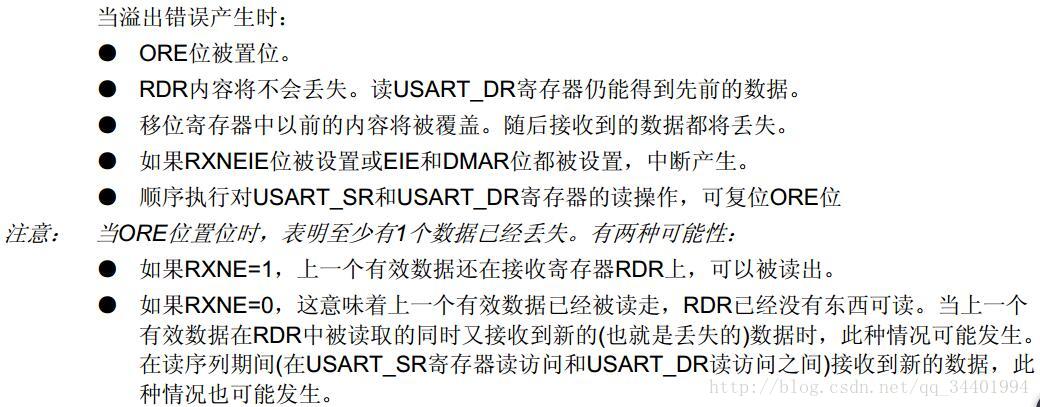 当溢出错误产生时：
● ORE位被置位。
● RDR内容将不会丢失。读USART_DR寄存器仍能得到先前的数据。
● 移位寄存器中以前的内容将被覆盖。随后接收到的数据都将丢失。
● 如果RXNEIE位被设置或EIE和DMAR位都被设置，中断产生。
● 顺序执行对USART_SR和USART_DR寄存器的读操作，可复位ORE位
注意： 当ORE位置位时，表明至少有1个数据已经丢失。有两种可能性：
● 如果RXNE=1，上一个有效数据还在接收寄存器RDR上，可以被读出。
● 如果RXNE=0，这意味着上一个有效数据已经被读走，RDR已经没有东西可读。当上一个
有效数据在RDR中被读取的同时又接收到新的(也就是丢失的)数据时，此种情况可能发生。
在读序列期间(在USART_SR寄存器读访问和USART_DR读访问之间)接收到新的数据，此
种情况也可能发生。
http://blog.csdn.net/qq_34401994